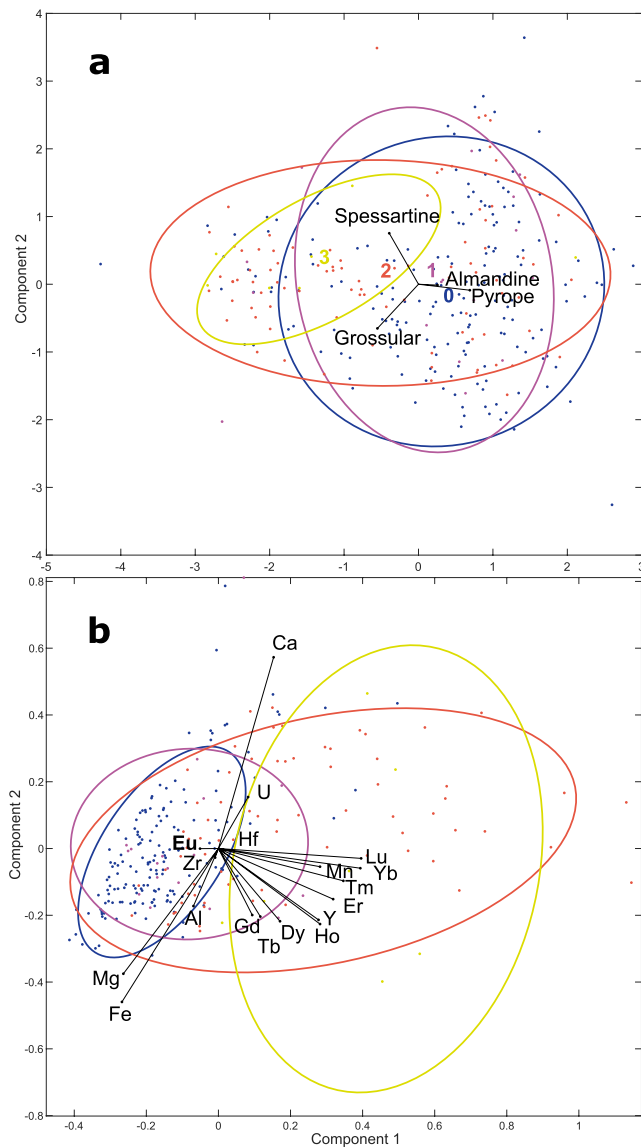 4
a
3
2
Spessartine
1
3
2
1
Almandine
0
0
Pyrope
Grossular
-1
-2
-3
-4
-5
-4
-3
-2
-1
0
1
2
3
Component 2
0.8
b
Ca
0.6
0.4
0.2
U
Eu
Hf
0
Zr
Lu
Mn
Yb
Tm
Al
Er
-0.2
Gd
Y
Dy
Ho
Tb
Mg
-0.4
Fe
-0.6
-0.8
-0.4
-0.2
0
0.2
0.4
0.6
0.8
1
Component 2
Component 1